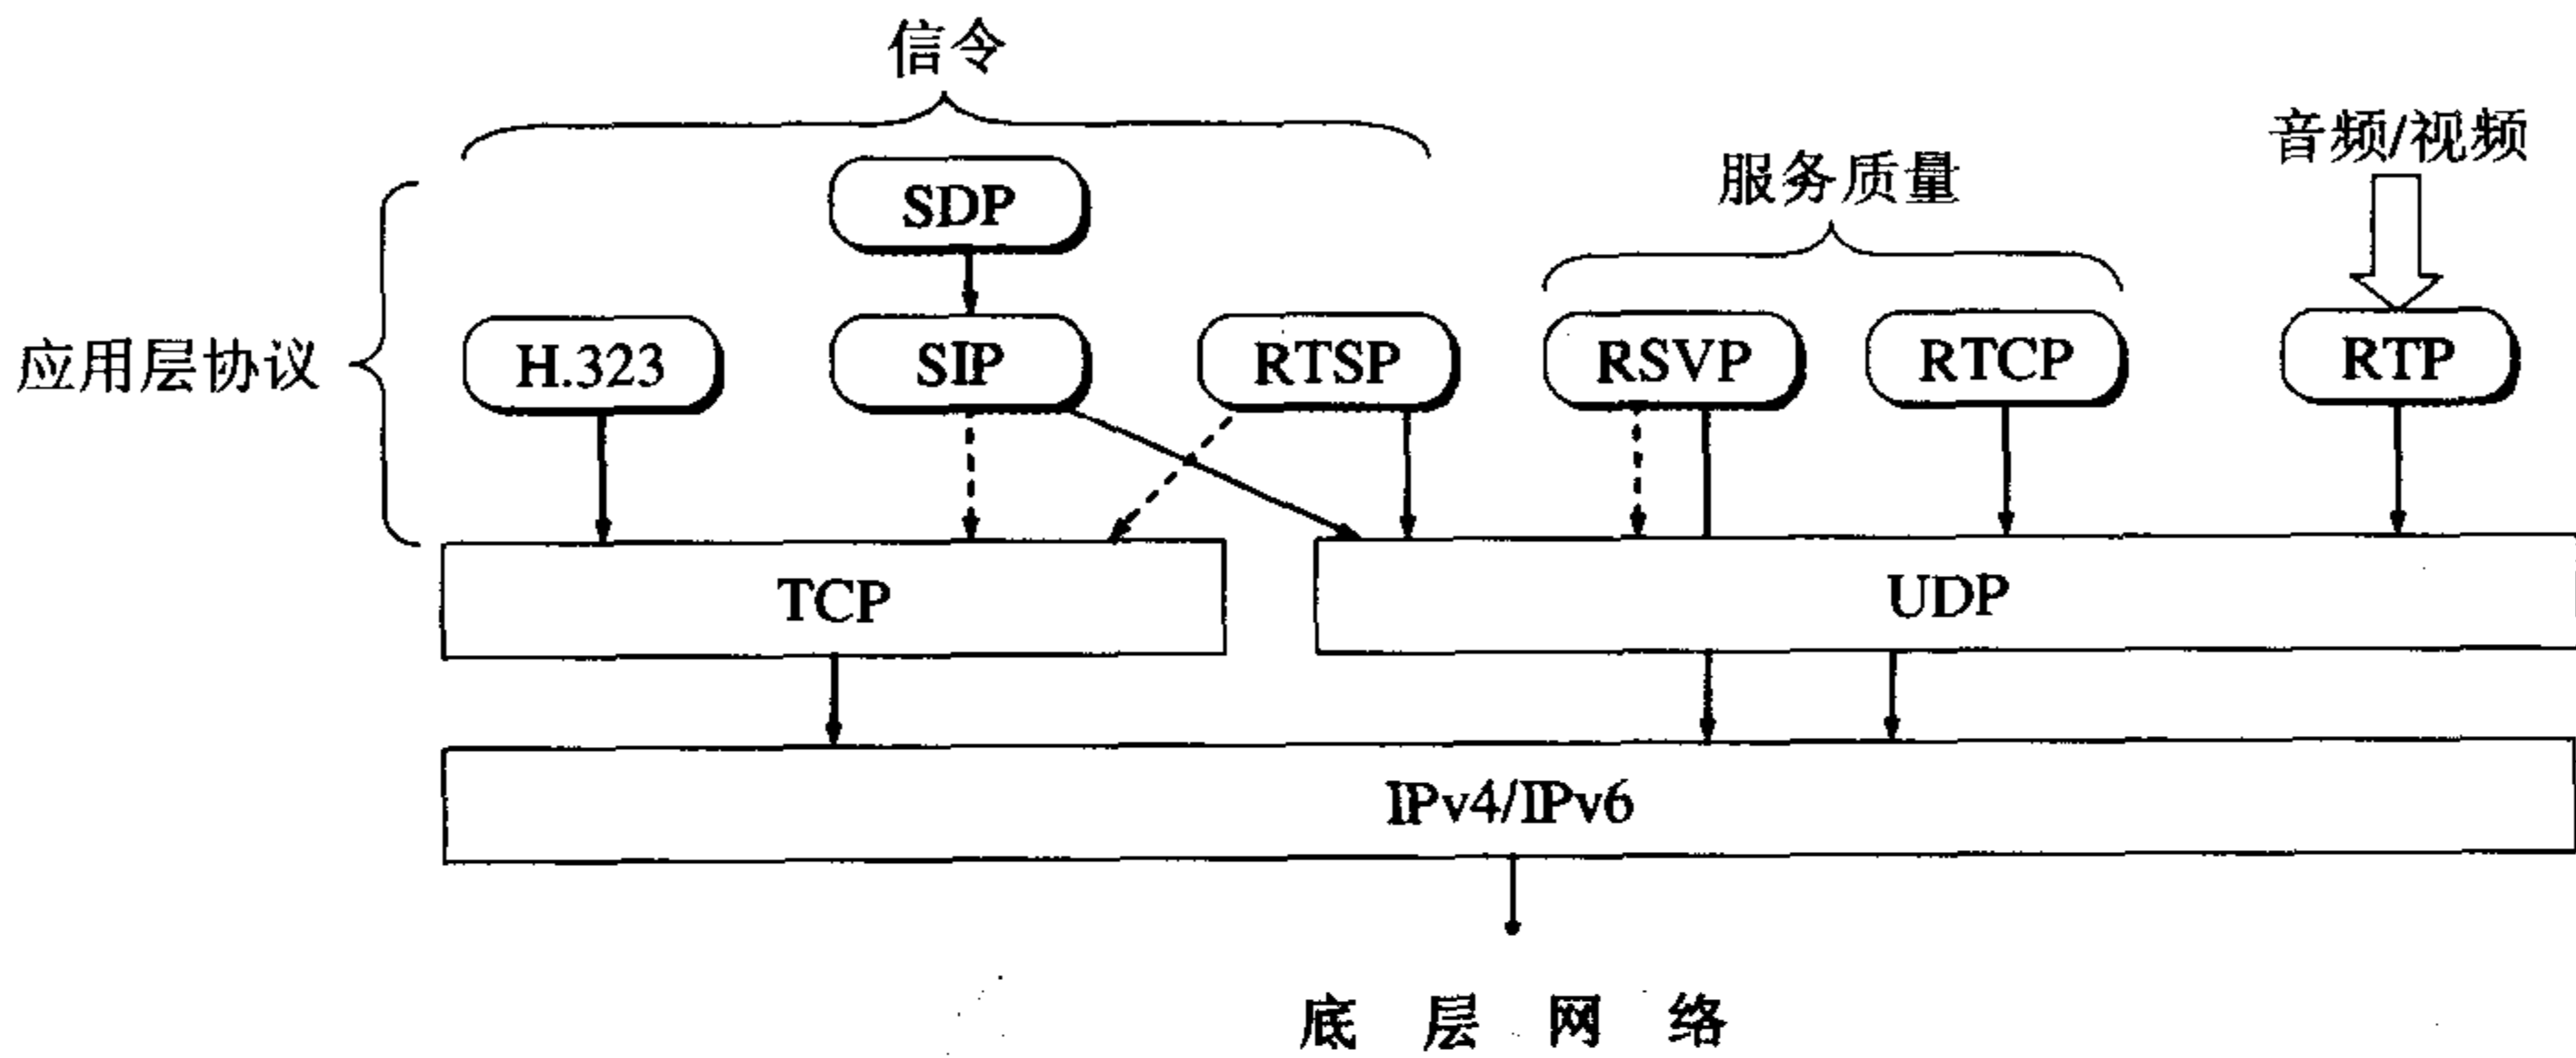 信令
音频/视频
服务质量
SDP
应用层协议
H.323
SIP
RTSP
RSVP
RTCP
RTP
TCP
UDP
IPv4/IPv6
底层网络